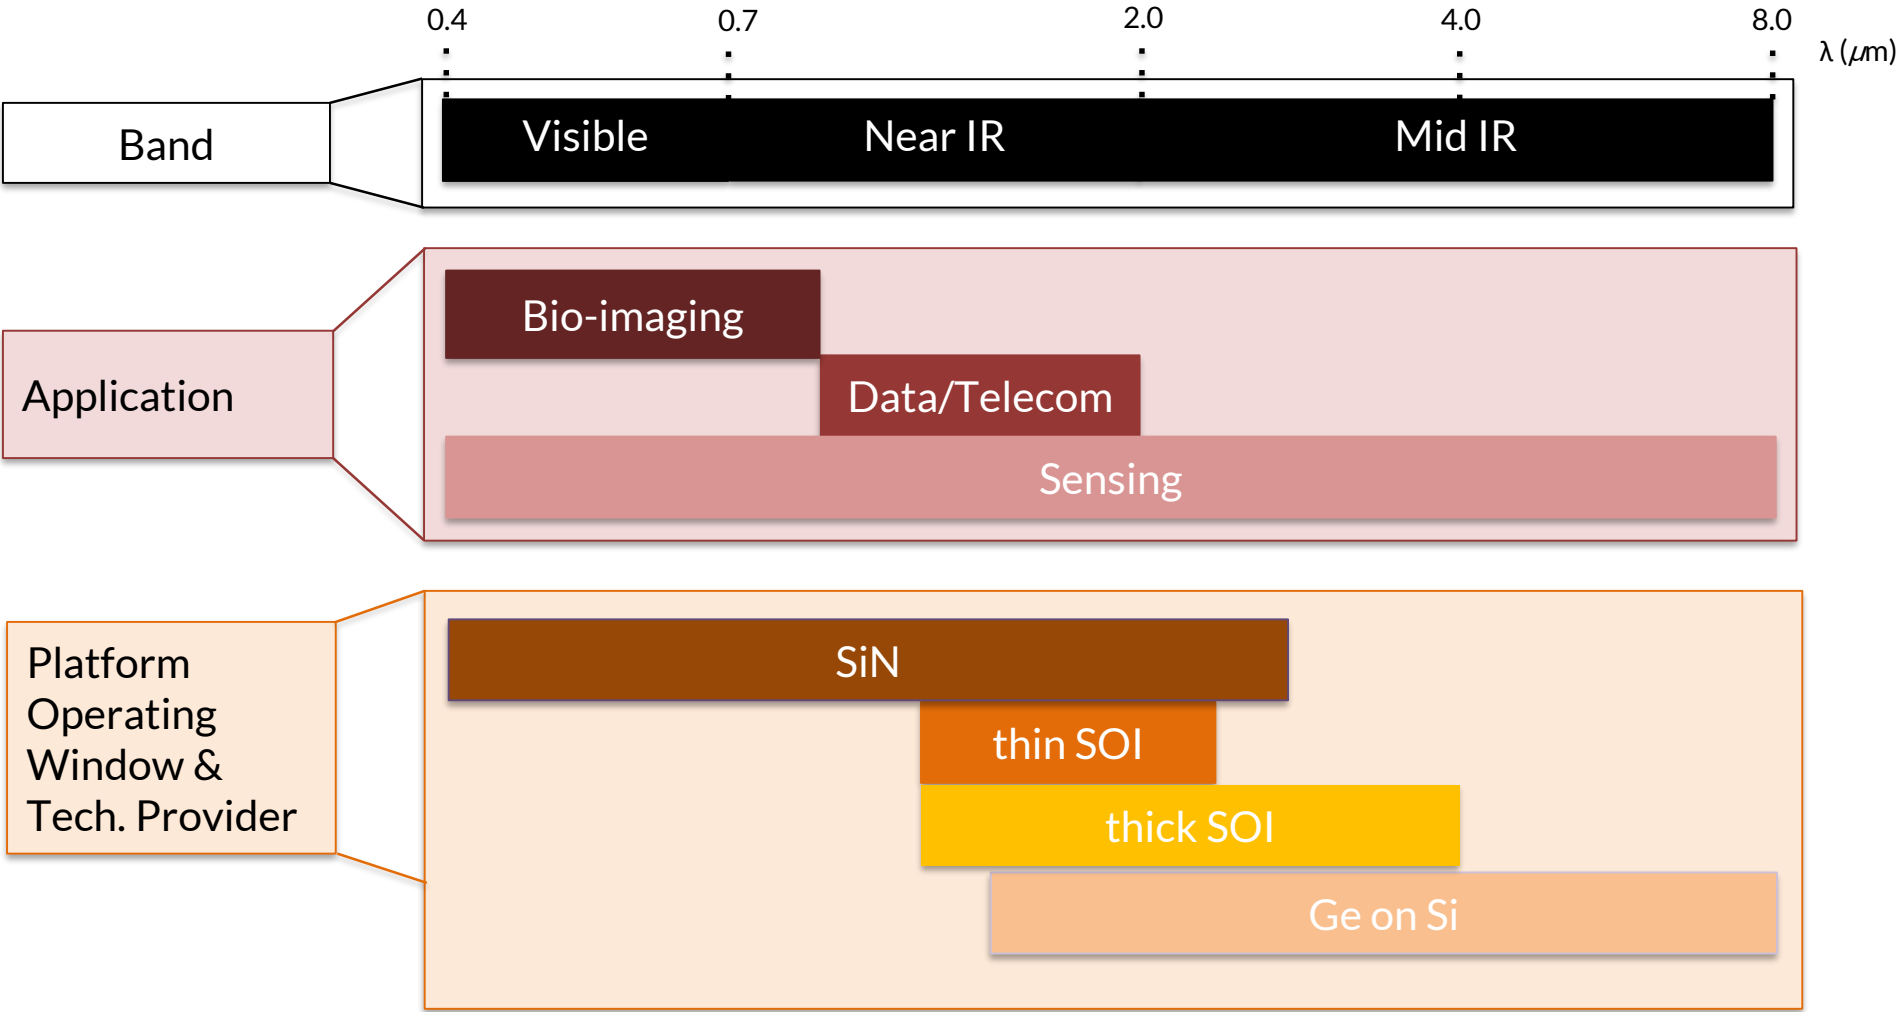 0.4 0.7 2.0 4.0 8.0
λ (μm)
Band
Visible Near IR Mid IR
Bio-imaging
Application
Data/Telecom
Sensing
Platform
Operating
Window &
Tech. Provider
SiN
thin SOI
thick SOI
Ge on Si